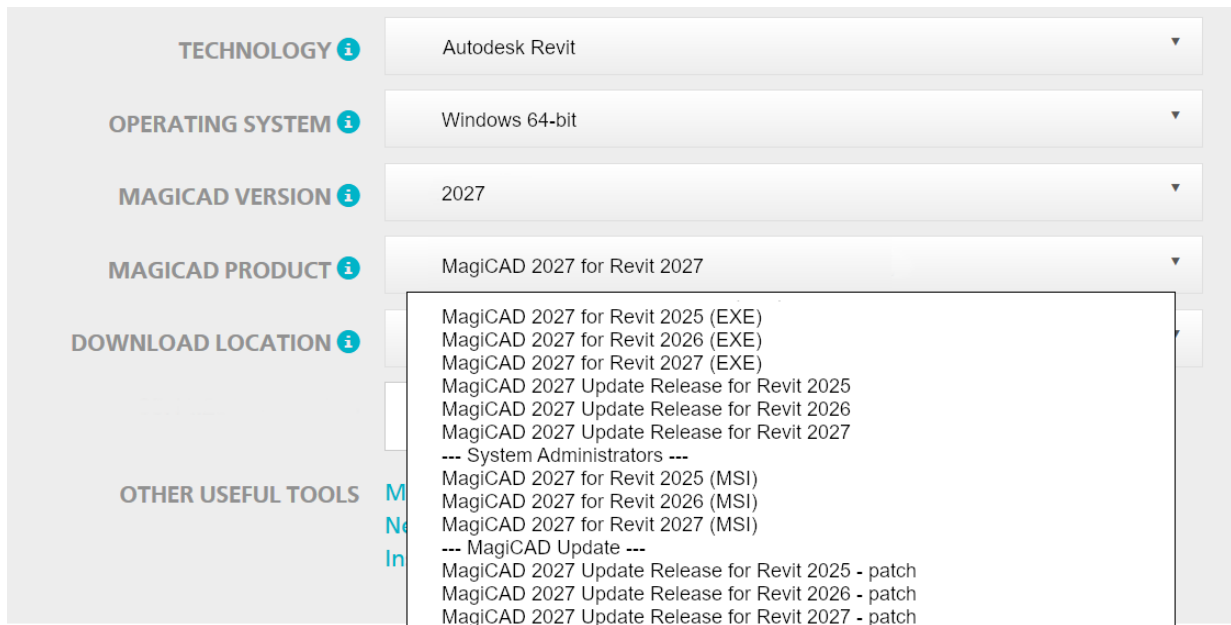 TECHNOLOGY
Autodesk Revit
OPERATING SYSTEM
Windows 64-bit
MAGICAD VERSION
2027
MAGICAD PRODUCT
MagiCAD 2027 for Revit 2027
MagiCAD 2027 for Revit 2025 (EXE)
MagiCAD 2027 for Revit 2026 (EXE)
DOWNLOAD LOCATION
MagiCAD 2027 for Revit 2027 (EXE)
MagiCAD 2027 Update Release for Revit 2025
MagiCAD 2027 Update Release for Revit 2026
MagiCAD 2027 Update Release for Revit 2027
--- System Administrators ---
MagiCAD 2027 for Revit 2025 (MSI)
OTHER USEFUL TOOLS
MagiCAD 2027 for Revit 2026 (MSI)
MagiCAD 2027 for Revit 2027 (MSI)
--- MagiCAD Update ---
MagiCAD 2027 Update Release for Revit 2025 - patch
MagiCAD 2027 Update Release for Revit 2026 - patch
MagiCAD 2027 Update Release for Revit 2027 - patch